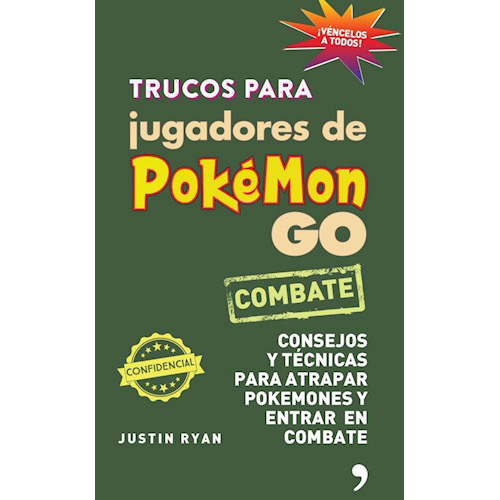 ¡VÉNCELOS
A TODOS!
TRUCOS PARA
jugadores de
PokéMon
GO
COMBATE
CONSEJOS
Y TÉCNICAS
PARA ATRAPAR
POKEMONES Y
ENTRAR EN
COMBATE
CONFIDENCIAL
JUSTIN RYAN